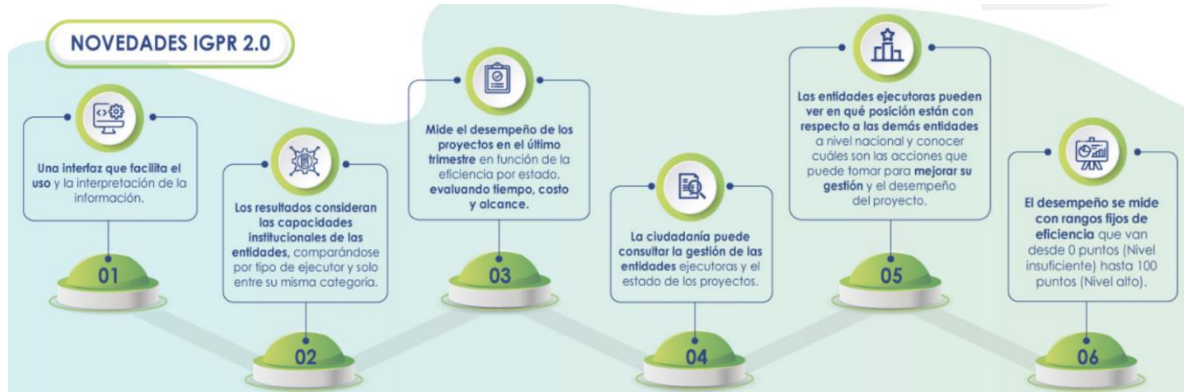 NOVEDADES IGPR 2.0
Una interfaz que facilita el
uso y la interpretación de la
información.
01
Los resultados consideran
las capacidades
institucionales de las
entidades, comparándose
por tipo de ejecutor y solo
entre su misma categoría.
02
Mide el desempeño de los
proyectos en el último
trimestre en función de la
eficiencia por estado,
evaluando tiempo, costo
y alcance.
03
La ciudadanía puede
consultar la gestión de las
entidades ejecutoras y el
estado de los proyectos.
04
Las entidades ejecutoras pueden
ver en qué posición están con
respecto a las demás entidades
a nivel nacional y conocer
cuáles son las acciones que
puede tomar para mejorar su
gestión y el desempeño
del proyecto.
05
El desempeño se mide
con rangos fijos de
eficiencia que van
desde 0 puntos (Nivel
insuficiente) hasta 100
puntos (Nivel alto).
06